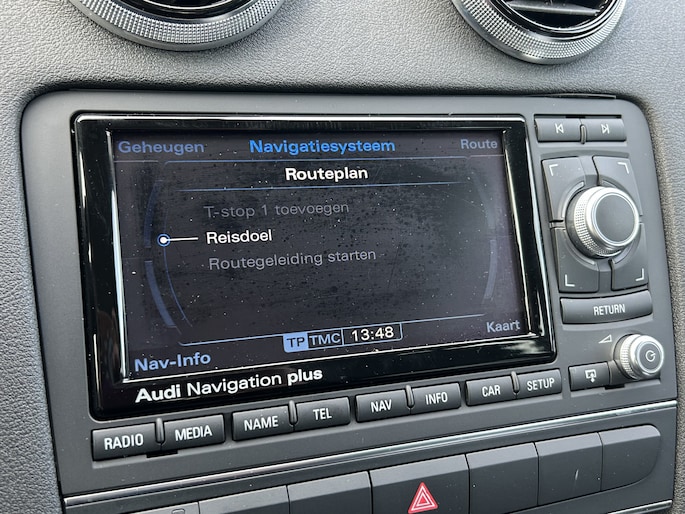 Geheugen Navigatiesysteem Route
Routeplan
T.-stop 1 toevoegen
Reisdoel
Routegeleiding starten
TP TMC 13:48
Nav-Info Kaart
Audi Navigation plus
RETURN
RADIO MEDIA NAME TEL NAV INFO CAR SETUP